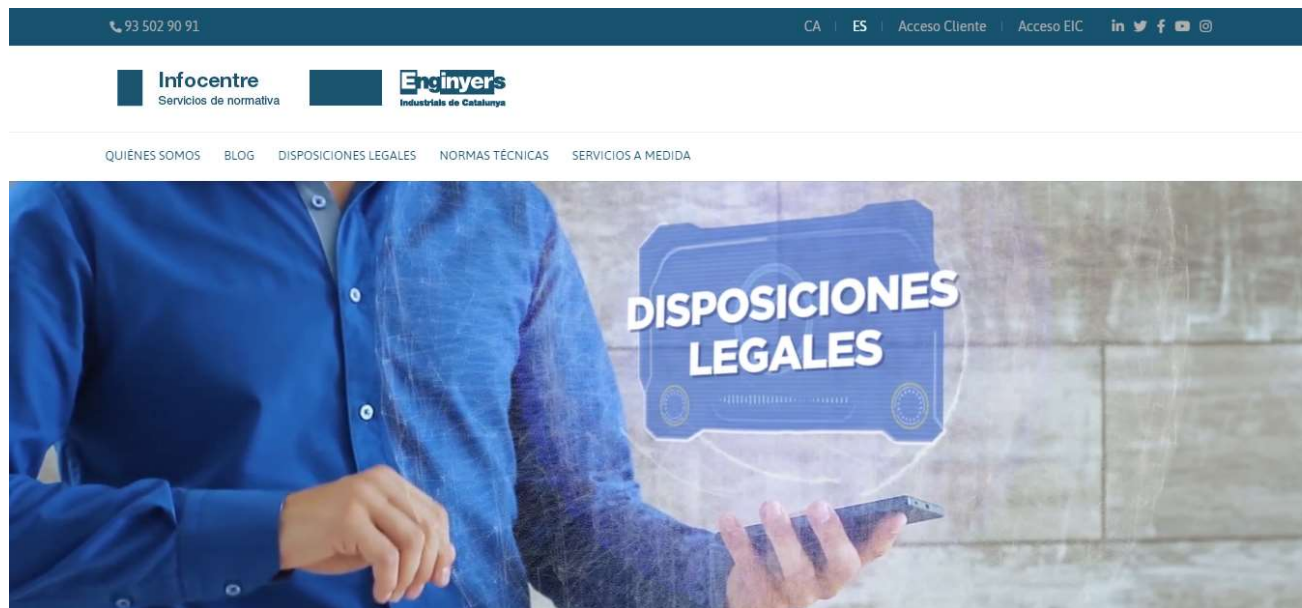 93 502 90 91
CA | ES | Acceso Cliente | Acceso EIC
Infocentre
Servicios de normativa
Enginyers
Industrials de Catalunya
QUIÉNES SOMOS BLOG DISPOSICIONES LEGALES NORMAS TÉCNICAS SERVICIOS A MEDIDA
DISPOSICIONES
LEGALES